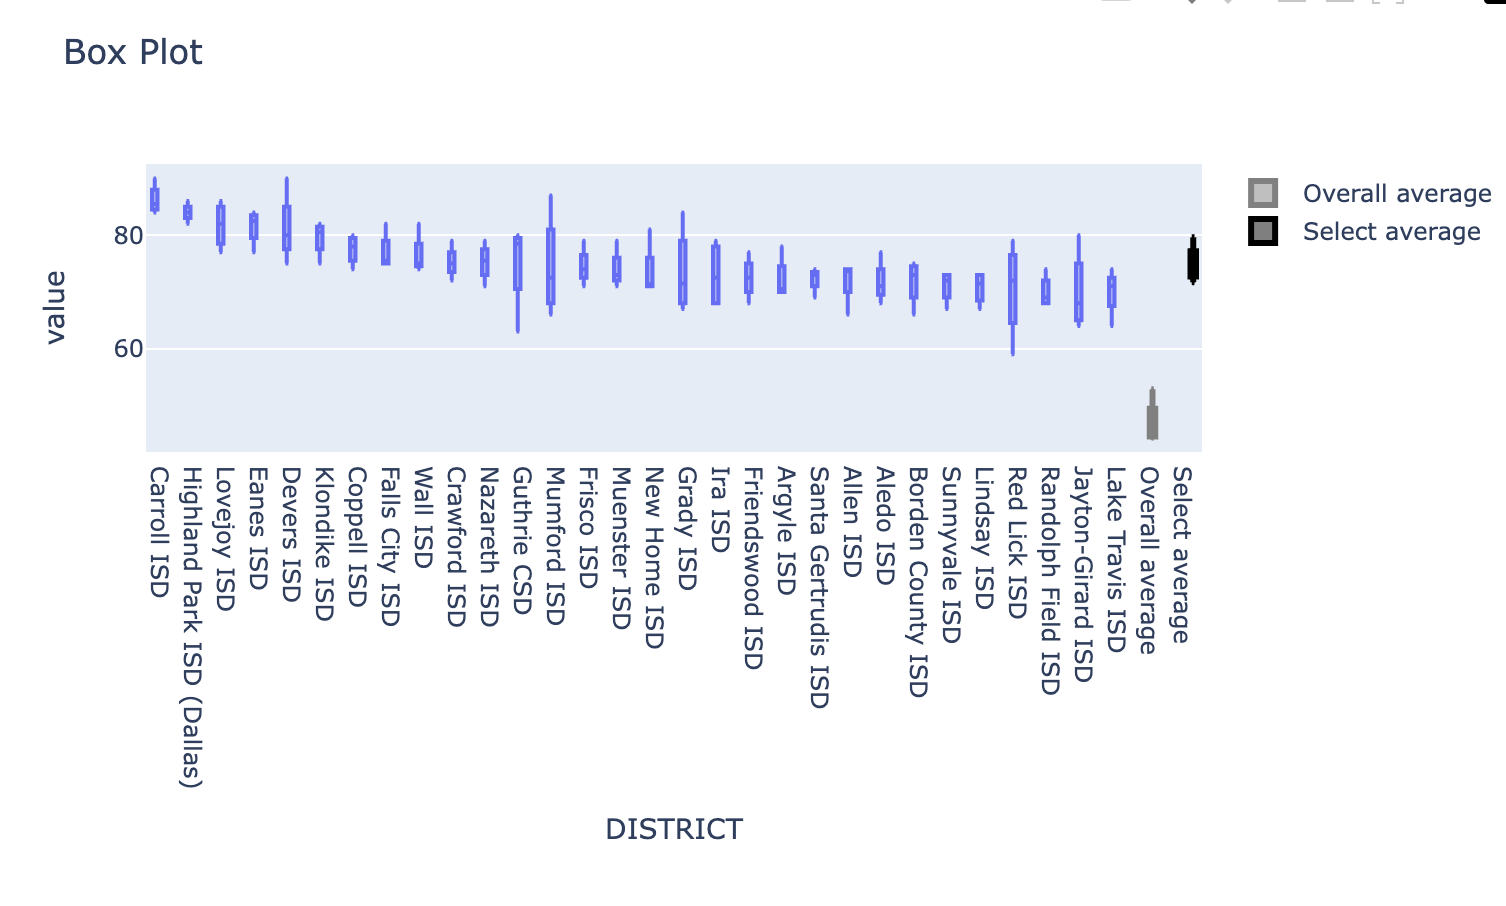 Box Plot
Overall average
Select average
80
60
value
Carroll ISD
Highland Park ISD (Dallas)
Lovejoy ISD
Eanes ISD
Devers ISD
Klondike ISD
Coppell ISD
Falls City ISD
Wall ISD
Crawford ISD
Nazareth ISD
Guthrie CSD
Mumford ISD
Frisco ISD
Muenster ISD
New Home ISD
Grady ISD
Ira ISD
Friendswood ISD
Argyle ISD
Santa Gertrudis ISD
Allen ISD
Aledo ISD
Borden County ISD
Sunnyvale ISD
Lindsay ISD
Red Lick ISD
Randolph Field ISD
Jayton-Girard ISD
Lake Travis ISD
Overall average
Select average
DISTRICT